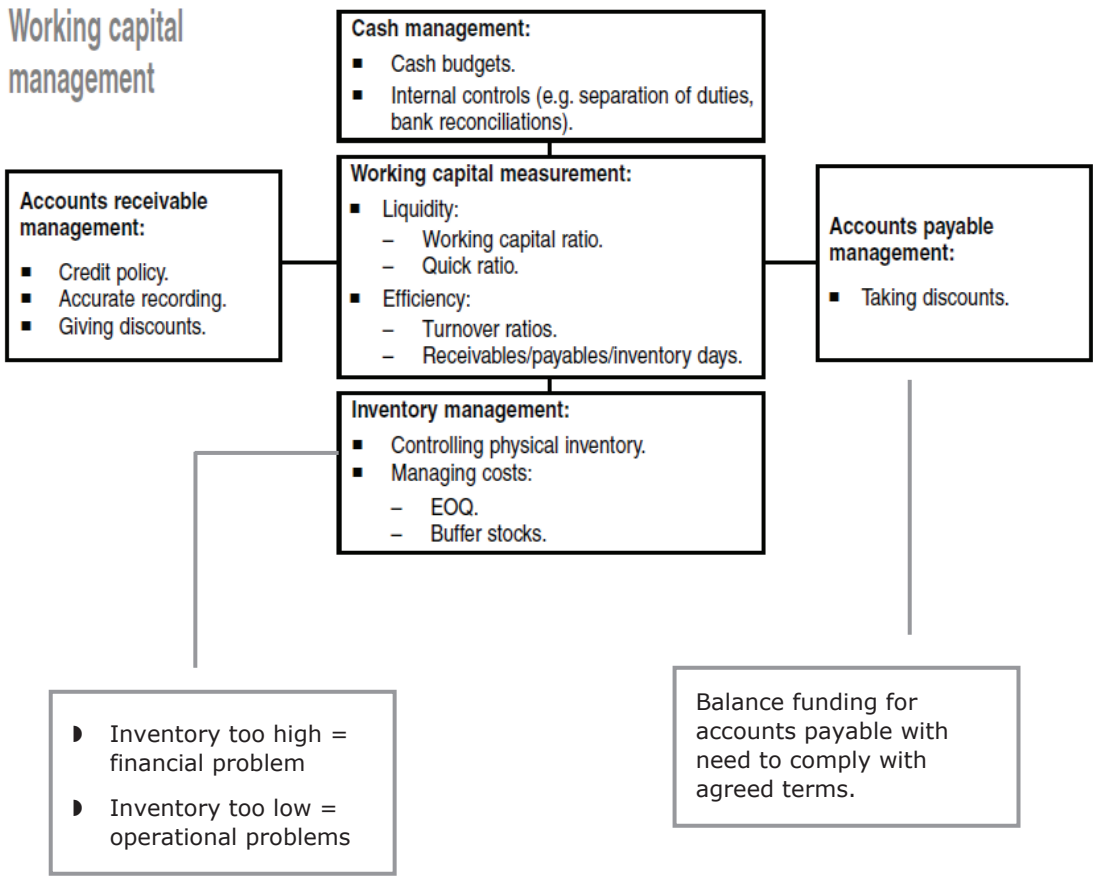 Working capital
management
Cash management:
■ Cash budgets.
■ Internal controls (e.g. separation of duties,
bank reconciliations).
Accounts receivable
management:
■ Credit policy.
■ Accurate recording.
■ Giving discounts.
Working capital measurement:
■ Liquidity:
– Working capital ratio.
– Quick ratio.
■ Efficiency:
– Turnover ratios.
– Receivables/payables/inventory days.
Accounts payable
management:
■ Taking discounts.
Inventory management:
■ Controlling physical inventory.
■ Managing costs:
– EOQ.
– Buffer stocks.
◗ Inventory too high =
financial problem
◗ Inventory too low =
operational problems
Balance funding for
accounts payable with
need to comply with
agreed terms.